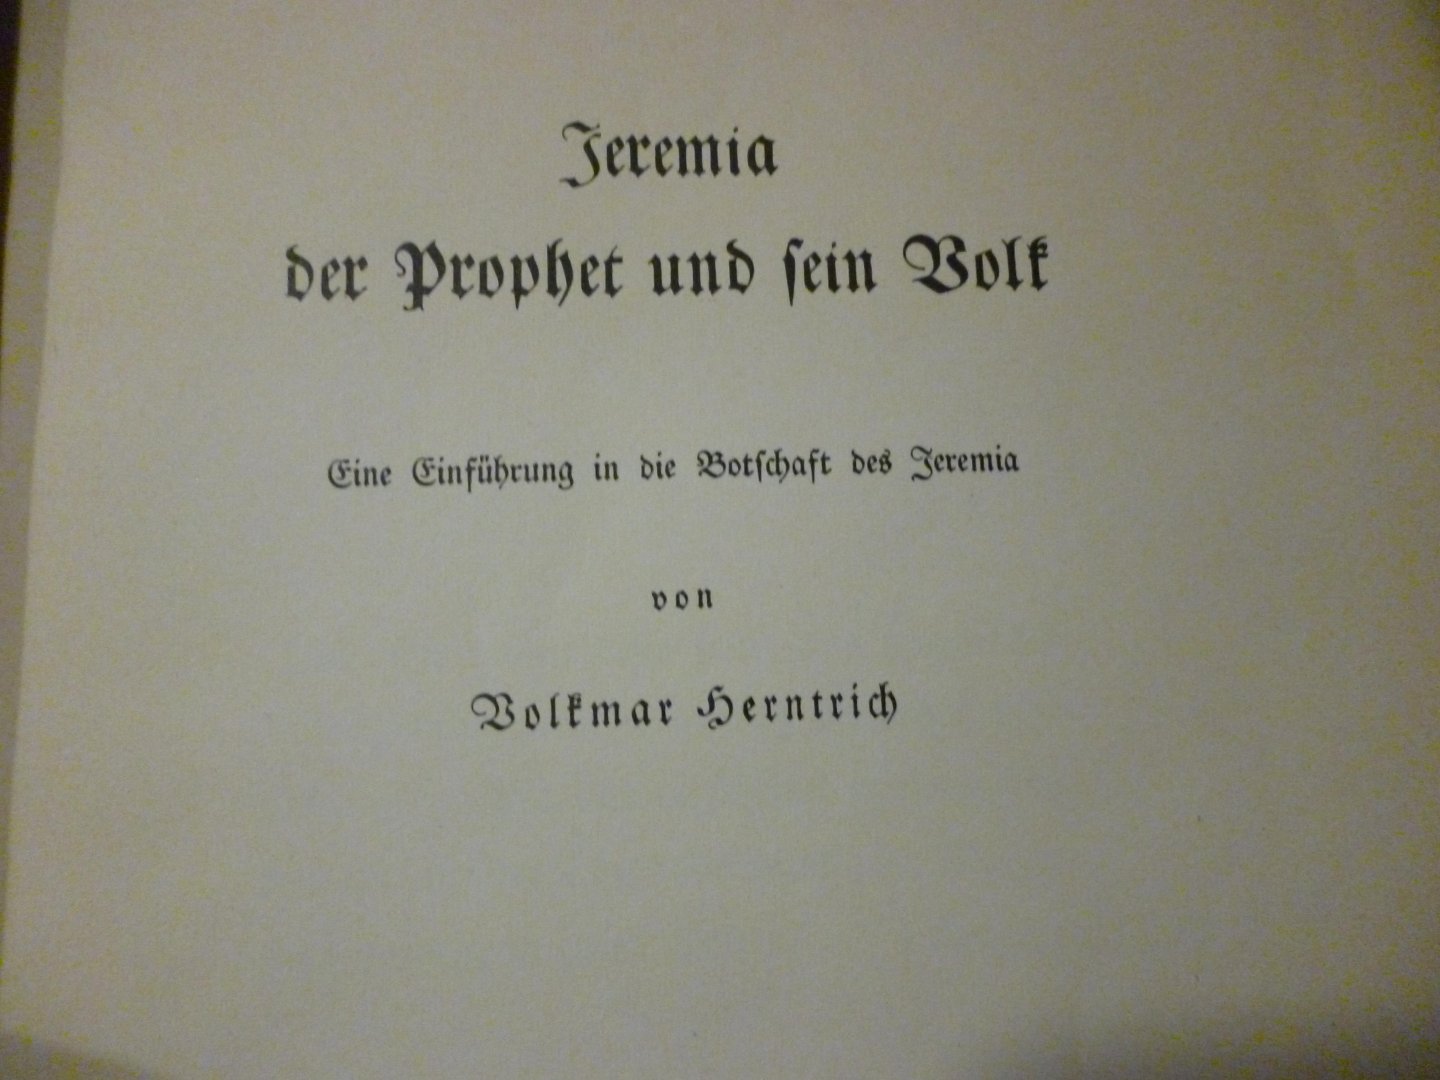 Jeremia
der Prophet und sein Volk
Eine Einführung in die Botschaft des Jeremia
von
Volkmar Herntrich